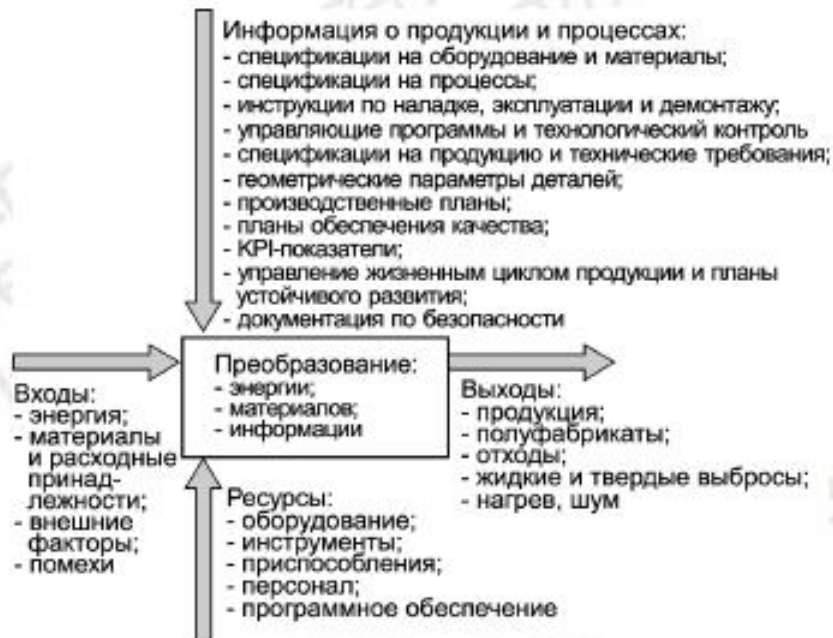 Информация о продукции и процессах:
- спецификации на оборудование и материалы;
- спецификации на процессы;
- инструкции по наладке, эксплуатации и демонтажу;
- управляющие программы и технологический контроль
- спецификации на продукцию и технические требования;
- геометрические параметры деталей;
- производственные планы;
- планы обеспечения качества;
- KPI-показатели;
- управление жизненным циклом продукции и планы
устойчивого развития;
- документация по безопасности
Преобразование:
- энергии;
- материалов;
- информации
Входы:
- энергия;
- материалы
и расходные
принад-
лежности;
- внешние
факторы;
- помехи
Выходы:
- продукция;
- полуфабрикаты;
- отходы;
- жидкие и твердые выбросы;
- нагрев, шум
Ресурсы:
- оборудование;
- инструменты;
- приспособления;
- персонал;
- программное обеспечение